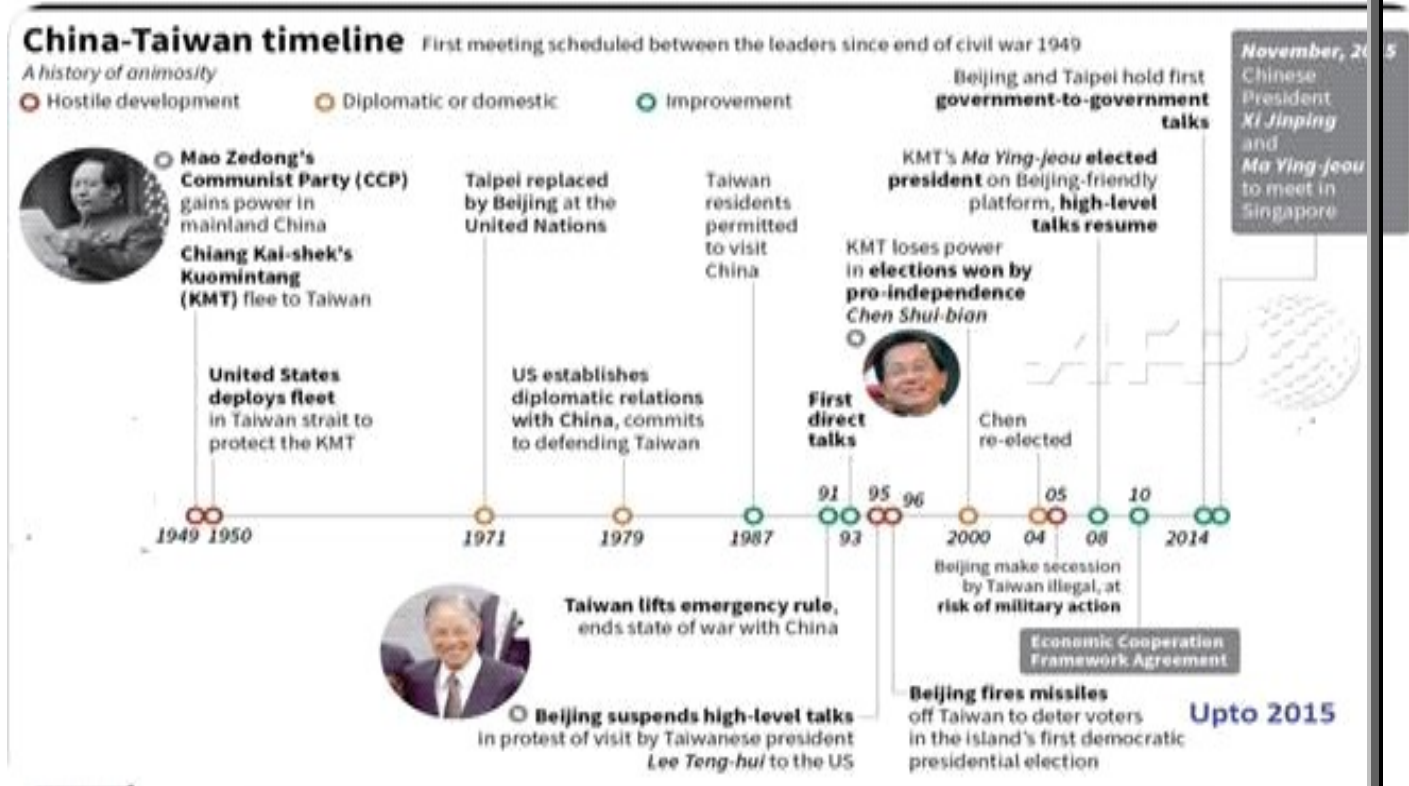 China-Taiwan timeline First meeting scheduled between the leaders since end of civil war 1949
A history of animosity
Hostile development
Diplomatic or domestic
Improvement
Mao Zedong's
Communist Party (CCP)
gains power in
mainland China
Chiang Kai-shek's
Kuomintang
(KMT) flee to Taiwan
United States
deploys fleet
in Taiwan strait to
protect the KMT
Taipei replaced
by Beijing at the
United Nations
US establishes
diplomatic relations
with China, commits
to defending Taiwan
Taiwan
residents
permitted
to visit
China
First
direct
talks
KMT loses power
in elections won by
pro-independence
Chen Shui-bian
Chen
re-elected
KMT's Ma Ying-jeou elected
president on Beijing-friendly
platform, high-level
talks resume
Beijing and Taipei hold first
government-to-government
talks
November, 2015
Chinese
President
Xi Jinping
and
Ma Ying-jeou
to meet in
Singapore
AFP
91 95 96 05 10
1949 1950 1971 1979 1987 93 2000 04 08 2014
Taiwan lifts emergency rule,
ends state of war with China
Beijing suspends high-level talks
in protest of visit by Taiwanese president
Lee Teng-hui to the US
Beijing make secession
by Taiwan illegal, at
risk of military action
Economic Cooperation
Framework Agreement
Beijing fires missiles
off Taiwan to deter voters
in the island's first democratic
presidential election
Upto 2015